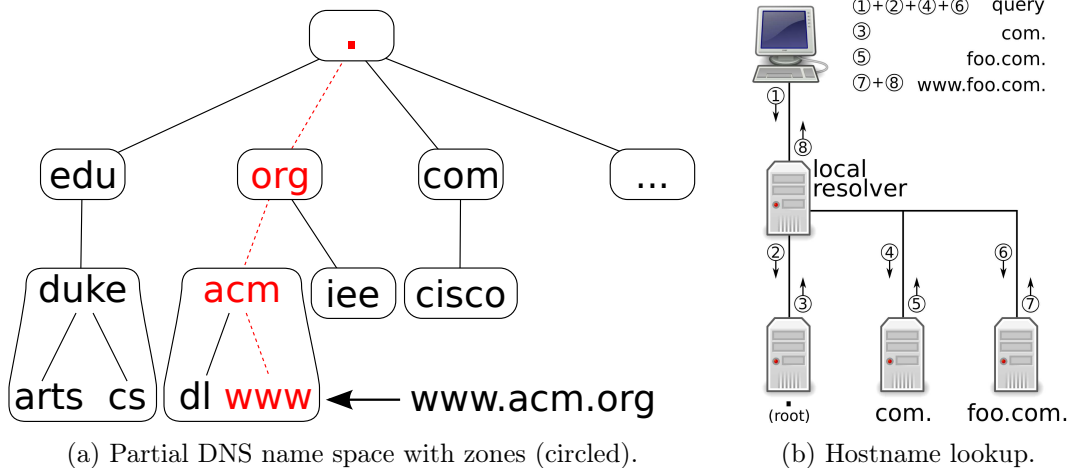 .
edu org com ...
duke acm iee cisco
arts cs dl www www.acm.org
(a) Partial DNS name space with zones (circled).
①+②+④+⑥ query
③ com.
⑤ foo.com.
⑦+⑧ www.foo.com.
①
⑧
local
resolver
② ④ ⑥
③ ⑤ ⑦
. com. foo.com.
(root)
(b) Hostname lookup.